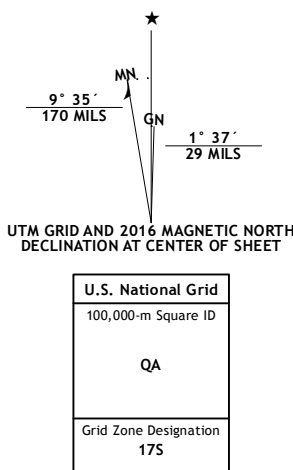 ★
MN
GN
9° 35´
170 MILS
1° 37´
29 MILS
UTM GRID AND 2016 MAGNETIC NORTH
DECLINATION AT CENTER OF SHEET
U.S. National Grid
100,000-m Square ID
QA
Grid Zone Designation
17S